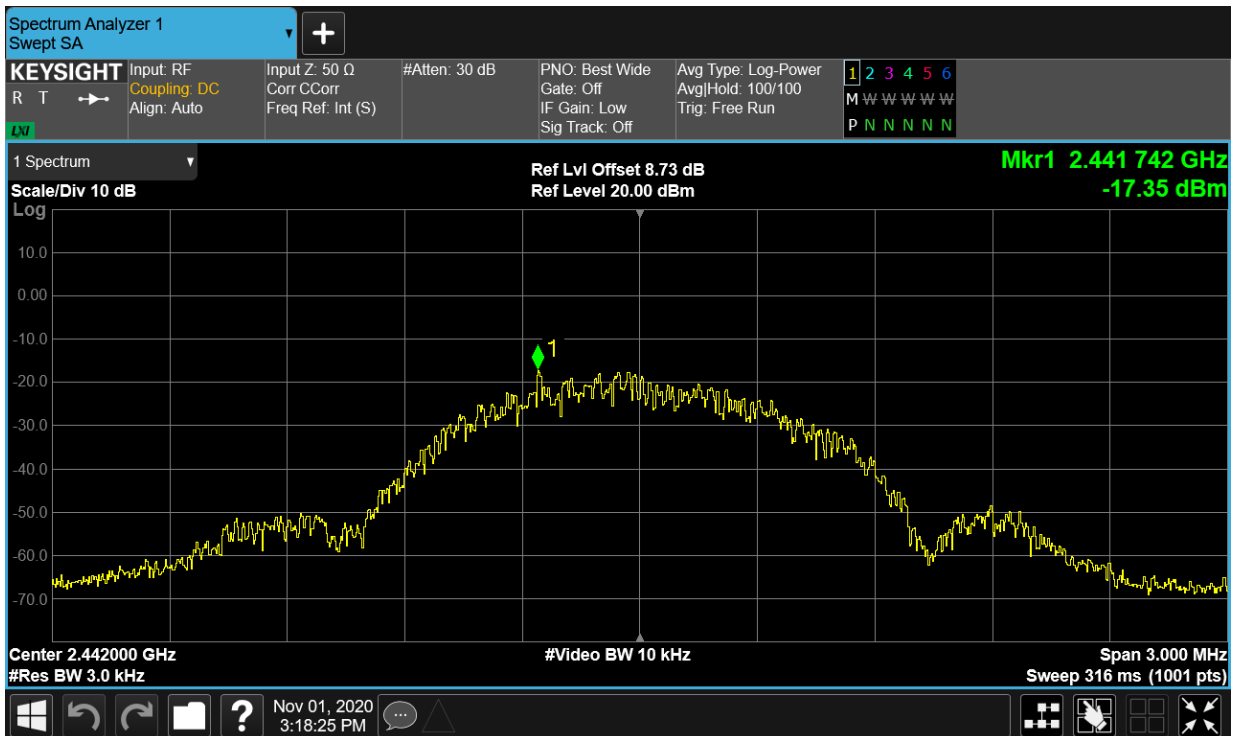 Spectrum Analyzer 1
Swept SA
KEYSIGHT
R T
LXI
Input: RF
Coupling: DC
Align: Auto
Input Z: 50 Ω
Corr CCorr
Freq Ref: Int (S)
#Atten: 30 dB
PNO: Best Wide
Gate: Off
IF Gain: Low
Sig Track: Off
Avg Type: Log-Power
Avg|Hold: 100/100
Trig: Free Run
1 2 3 4 5 6
M W W W W W
P N N N N N
1 Spectrum
Scale/Div 10 dB
Log
Ref Lvl Offset 8.73 dB
Ref Level 20.00 dBm
Mkr1 2.441 742 GHz
-17.35 dBm
10.0
0.00
-10.0
1
-20.0
-30.0
-40.0
-50.0
-60.0
-70.0
Center 2.442000 GHz
#Video BW 10 kHz
Span 3.000 MHz
#Res BW 3.0 kHz
Sweep 316 ms (1001 pts)
?
Nov 01, 2020
3:18:25 PM